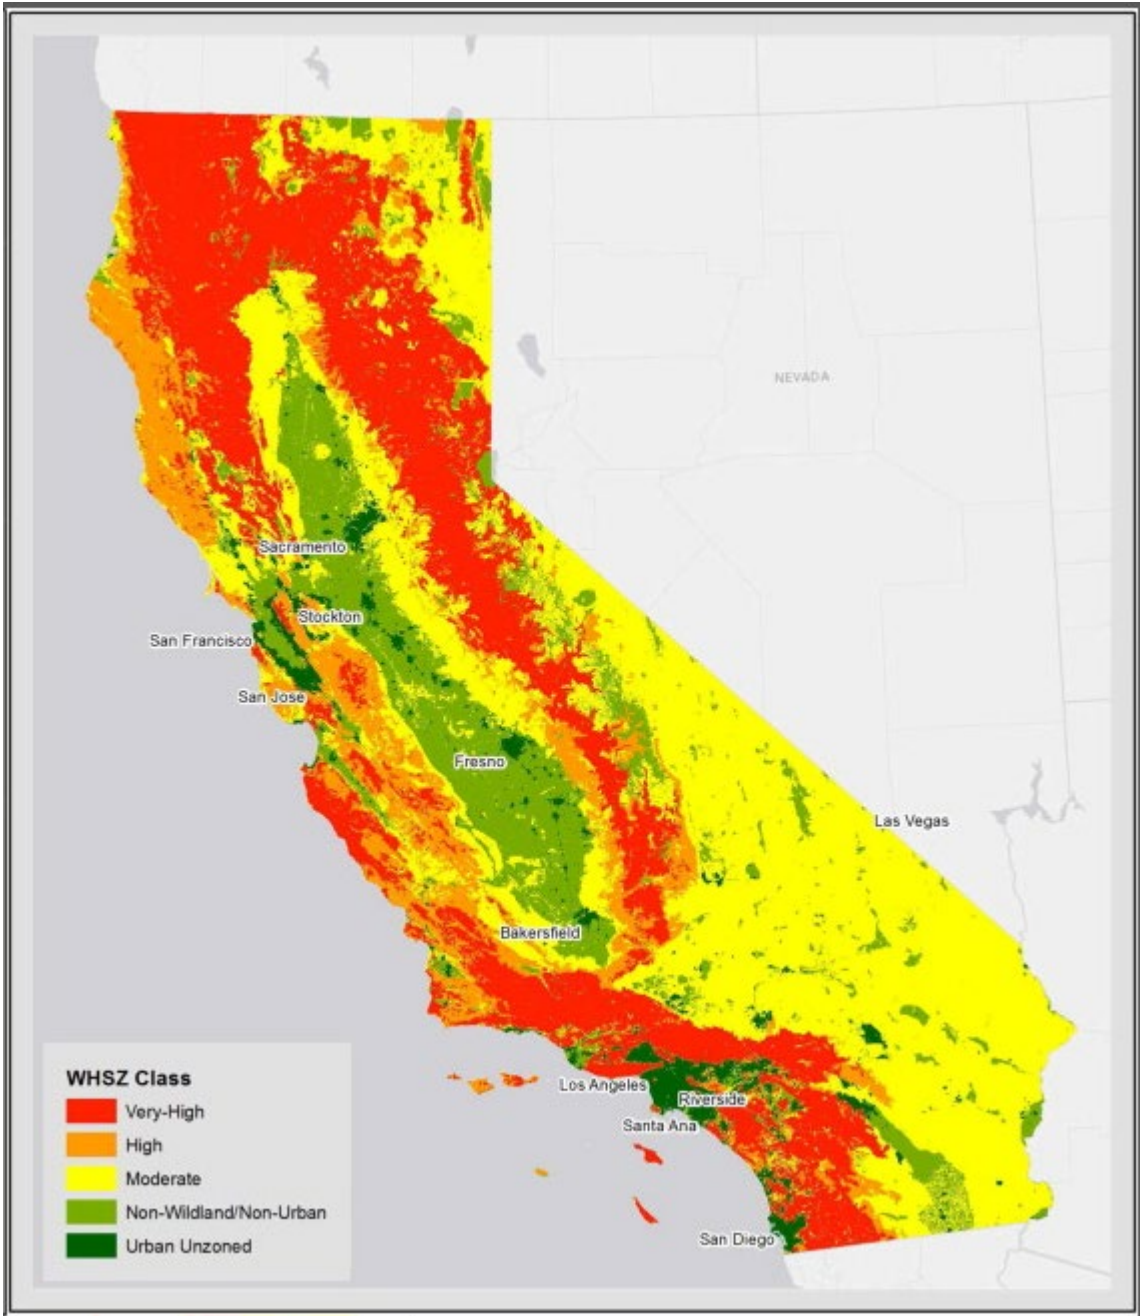 NEVADA
Sacramento
Stockton
San Francisco
San Jose
Fresno
Las Vegas
Bakersfield
Los Angeles
Riverside
Santa Ana
San Diego
WHSZ Class
Very-High
High
Moderate
Non-Wildland/Non-Urban
Urban Unzoned